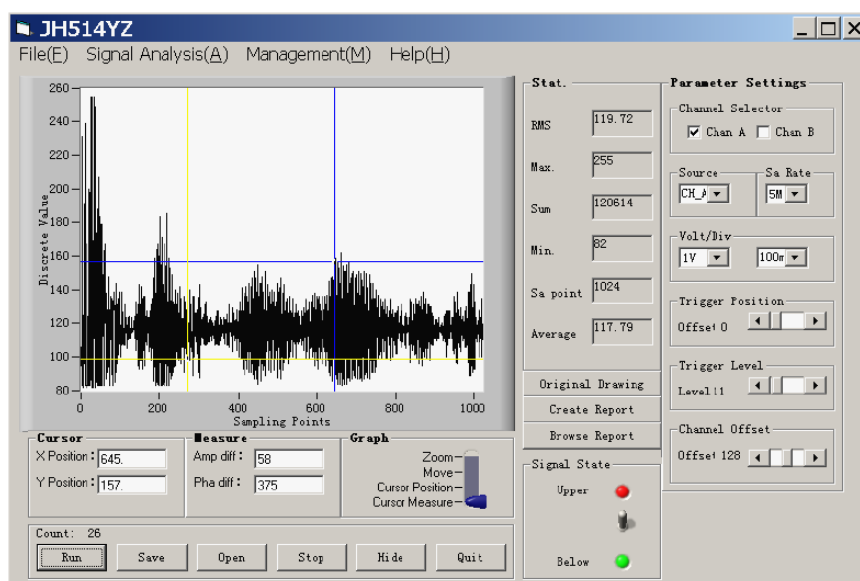 JH514YZ
File(F) Signal Analysis(A) Management(M) Help(H)
260
240
220
200
180
160
140
120
100
80
Discrete Value
0 200 400 600 800 1000
Sampling Points
Stat.
RMS 119.72
Max. 255
Sum 120614
Min. 82
Sa point 1024
Average 117.79
Original Drawing
Create Report
Browse Report
Parameter Settings
Channel Selector
Chan A Chan B
Source Sa Rate
CH_A 5M
Volt/Div
1V 100m
Trigger Position
Offset 0
Trigger Level
Level 1
Channel Offset
Offset 128
Cursor
X Position: 645.
Y Position: 157.
Measure
Amp diff: 58
Pha diff: 375
Graph
Zoom
Move
Cursor Position
Cursor Measure
Signal State
Upper
Below
Count: 26
Run Save Open Stop Hide Quit